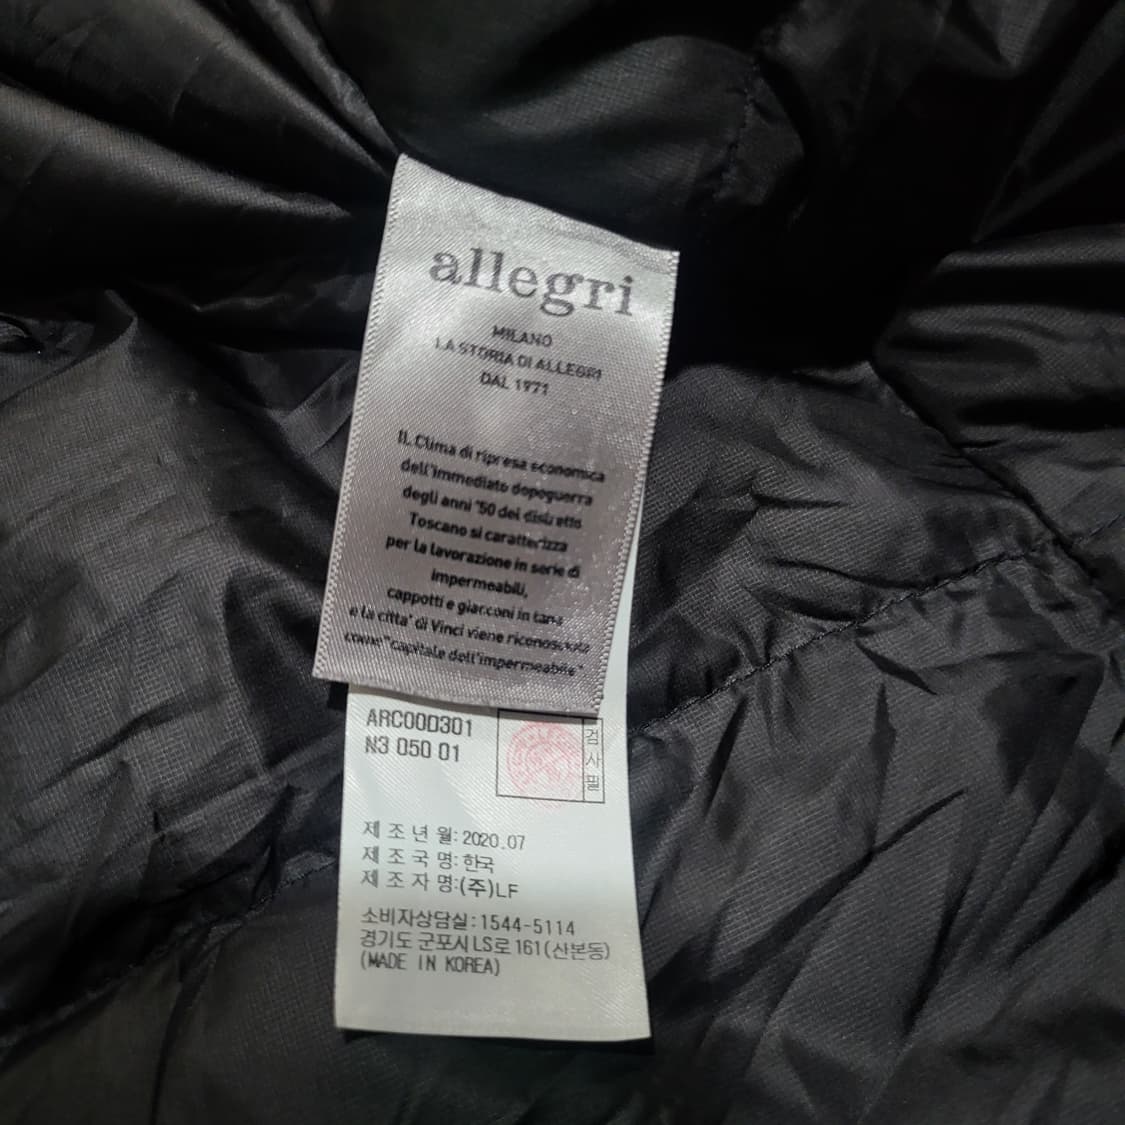 allegri
MILANO
LA STORIA DI ALLEGRI
DAL 1971
IL Clima di ripresa economica
dell'immediato dopoguerra
degli anni '50 del distretto
Toscano si caratterizza
per la lavorazione in serie di
impermeabili,
cappotti e giacconi in lana
e la citta' di Vinci viene riconosciuta
come "capitale dell'impermeabile"
ARC00D301
N3 050 01
검사필
제 조 년 월: 2020.07
제 조 국 명: 한국
제 조 자 명:(주)LF
소비자상담실: 1544-5114
경기도 군포시 LS로 161(산본동)
(MADE IN KOREA)